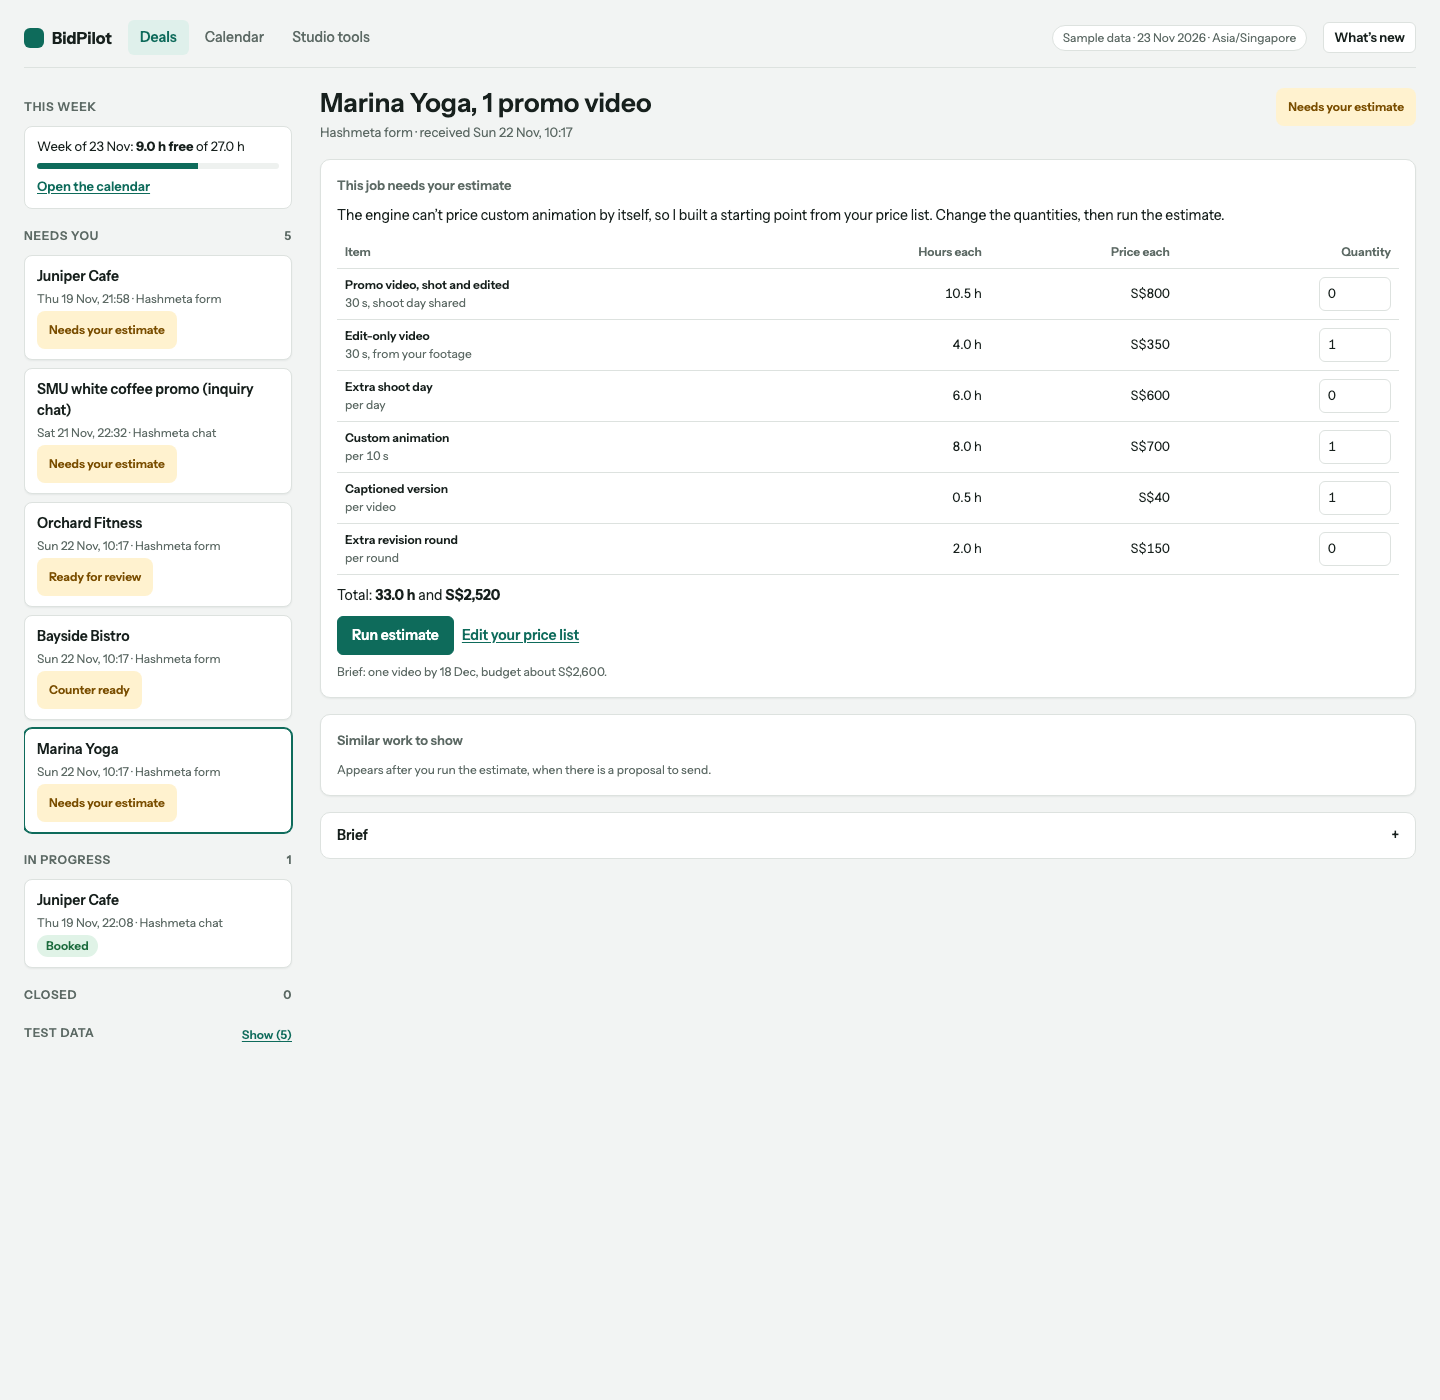 BidPilot
Deals
Calendar
Studio tools
Sample data · 23 Nov 2026 · Asia/Singapore
What's new
THIS WEEK
Week of 23 Nov: 9.0 h free of 27.0 h
Open the calendar
NEEDS YOU 5
Juniper Cafe
Thu 19 Nov, 21:58 · Hashmeta form
Needs your estimate
SMU white coffee promo (inquiry
chat)
Sat 21 Nov, 22:32 · Hashmeta chat
Needs your estimate
Orchard Fitness
Sun 22 Nov, 10:17 · Hashmeta form
Ready for review
Bayside Bistro
Sun 22 Nov, 10:17 · Hashmeta form
Counter ready
Marina Yoga
Sun 22 Nov, 10:17 · Hashmeta form
Needs your estimate
IN PROGRESS 1
Juniper Cafe
Thu 19 Nov, 22:08 · Hashmeta chat
Booked
CLOSED 0
TEST DATA Show (5)
Marina Yoga, 1 promo video
Hashmeta form · received Sun 22 Nov, 10:17
Needs your estimate
This job needs your estimate
The engine can't price custom animation by itself, so I built a starting point from your price list. Change the quantities, then run the estimate.
Item Hours each Price each Quantity
Promo video, shot and edited
30 s, shoot day shared
10.5 h S$800 0
Edit-only video
30 s, from your footage
4.0 h S$350 1
Extra shoot day
per day
6.0 h S$600 0
Custom animation
per 10 s
8.0 h S$700 1
Captioned version
per video
0.5 h S$40 1
Extra revision round
per round
2.0 h S$150 0
Total: 33.0 h and S$2,520
Run estimate
Edit your price list
Brief: one video by 18 Dec, budget about S$2,600.
Similar work to show
Appears after you run the estimate, when there is a proposal to send.
Brief +